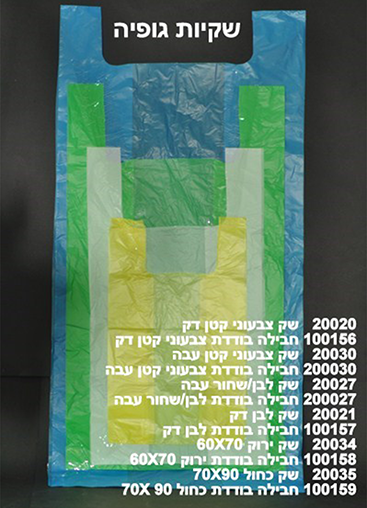 שקיות גופיה
20020 שק צבעוני קטן דק
100156 חבילה בודדת צבעוני קטן דק
20030 שק צבעוני קטן עבה
200030 חבילה בודדת צבעוני קטן עבה
20027 שק לבן/שחור עבה
200027 חבילה בודדת לבן/שחור עבה
20021 שק לבן דק
100157 חבילה בודדת לבן דק
20034 שק ירוק 60X70
100158 חבילה בודדת ירוק 60X70
20035 שק כחול 70X90
100159 חבילה בודדת כחול 70X 90